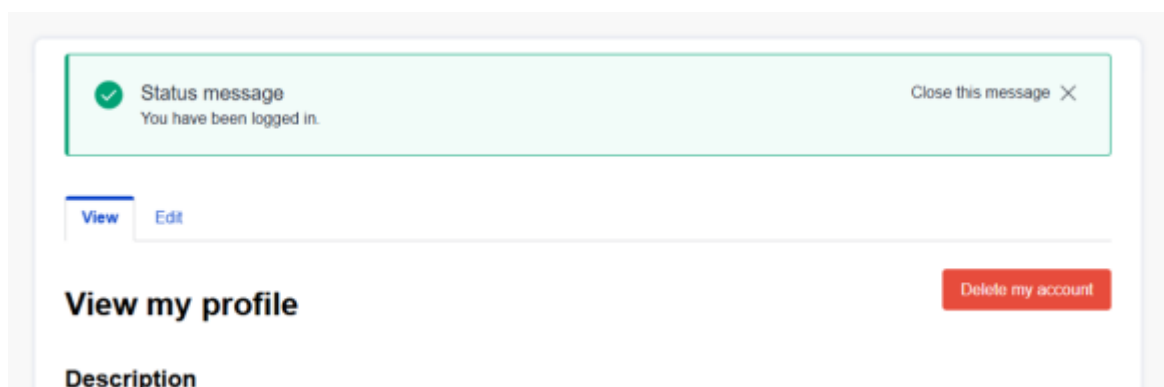 Status message
Close this message
You have been logged in.
View Edit
View my profile
Delete my account
Description